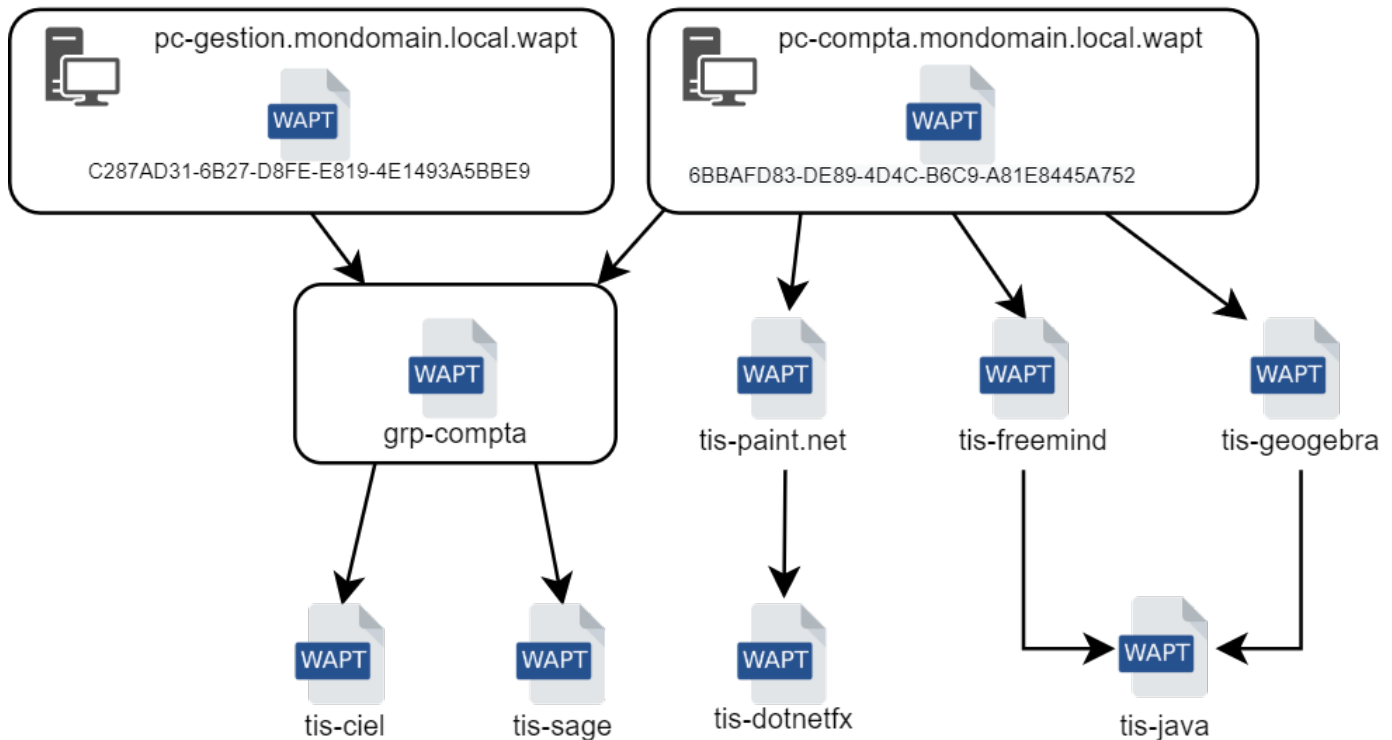 pc-gestion.mondomain.local.wapt
WAPT
C287AD31-6B27-D8FE-E819-4E1493A5BBE9
pc-compta.mondomain.local.wapt
WAPT
6BBAFD83-DE89-4D4C-B6C9-A81E8445A752
WAPT
grp-compta
WAPT
tis-paint.net
WAPT
tis-freemind
WAPT
tis-geogebra
WAPT
tis-ciel
WAPT
tis-sage
WAPT
tis-dotnetfx
WAPT
tis-java